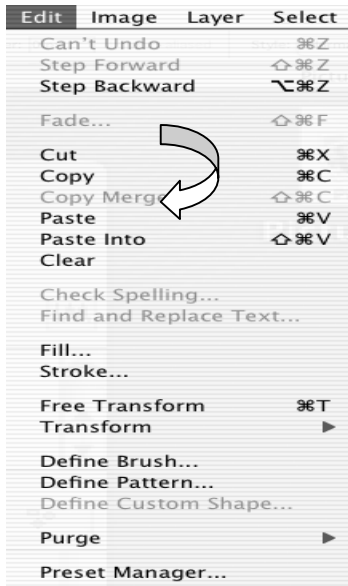 Edit Image Layer Select
Can't Undo ⌘Z
Step Forward ⇧⌘Z
Step Backward ⌥⌘Z
Fade... ⇧⌘F
Cut ⌘X
Copy ⌘C
Copy Merge ⇧⌘C
Paste ⌘V
Paste Into ⇧⌘V
Clear
Check Spelling...
Find and Replace Text...
Fill...
Stroke...
Free Transform ⌘T
Transform ▶
Define Brush...
Define Pattern...
Define Custom Shape...
Purge ▶
Preset Manager...